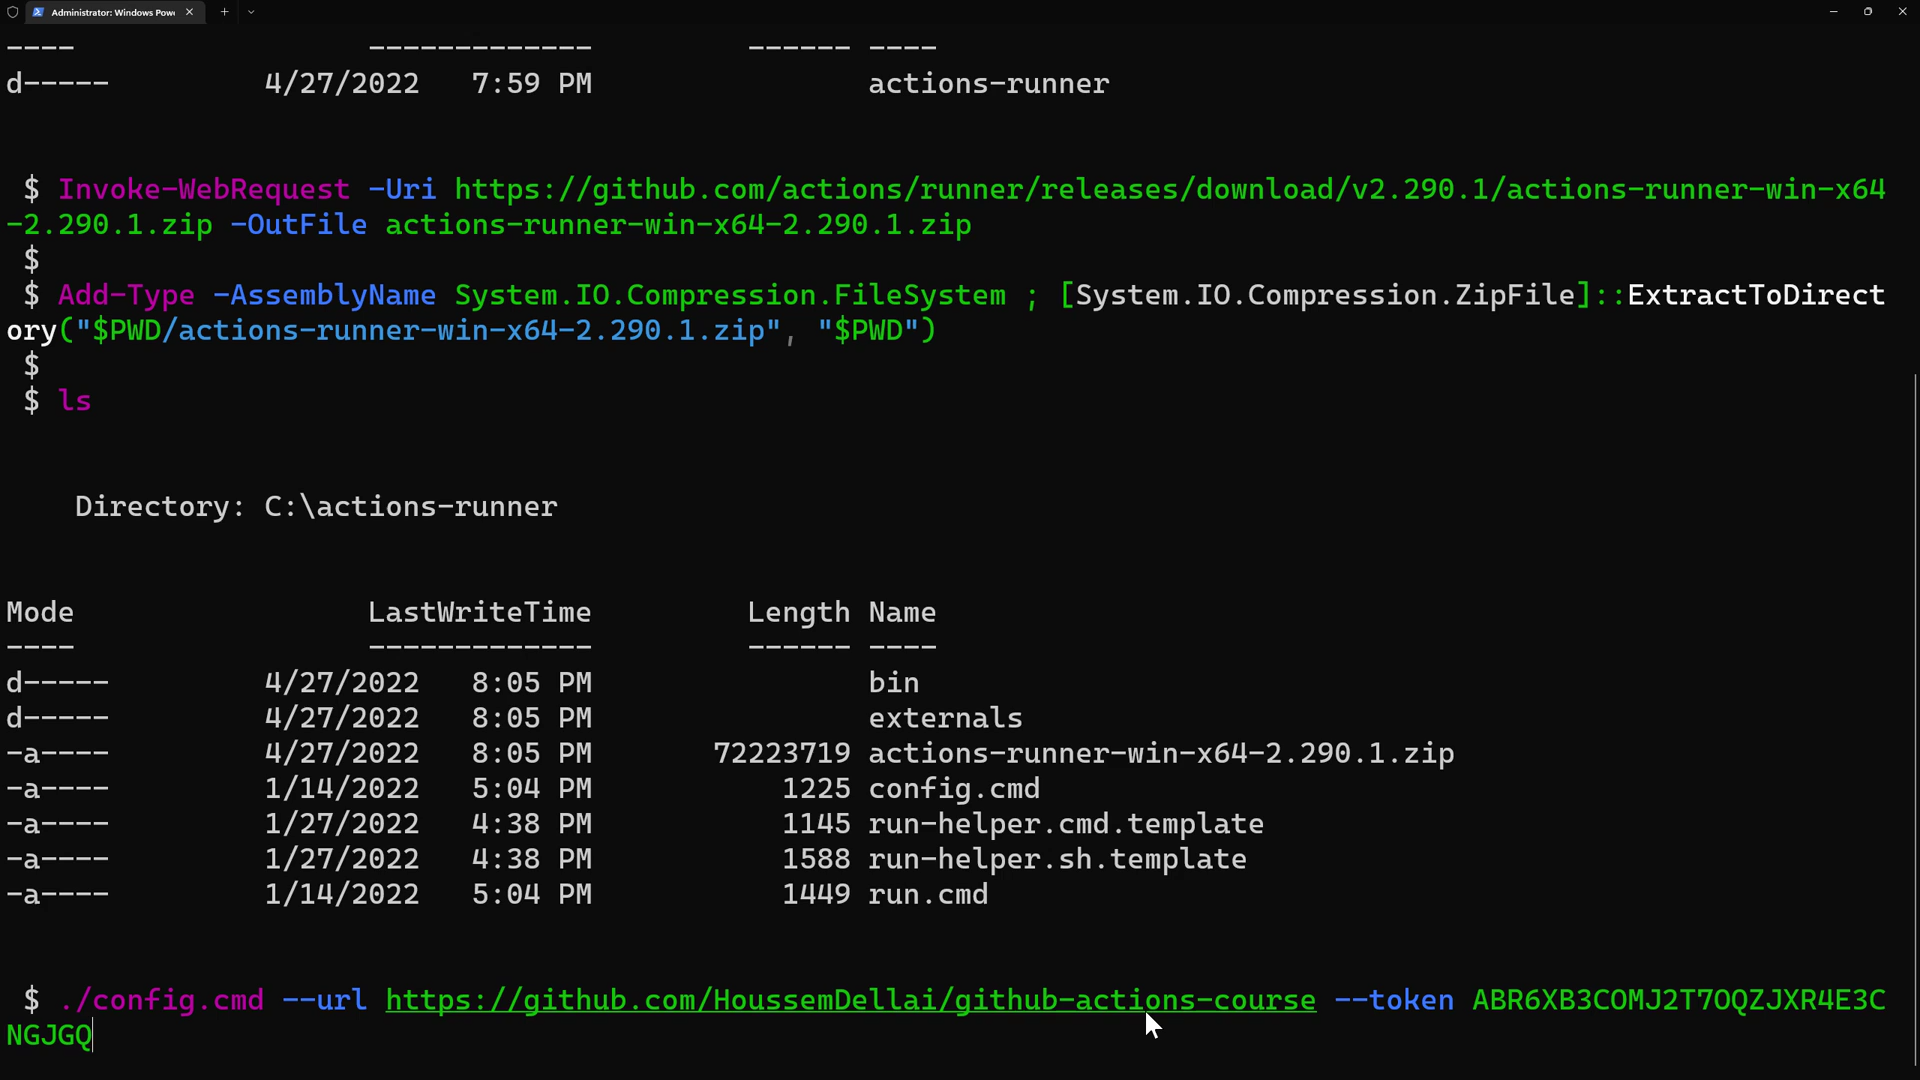 Administrator: Windows Pow
---- ------------- ------ ----
d----- 4/27/2022 7:59 PM actions-runner
$ Invoke-WebRequest -Uri https://github.com/actions/runner/releases/download/v2.290.1/actions-runner-win-x64
-2.290.1.zip -OutFile actions-runner-win-x64-2.290.1.zip
$
$ Add-Type -AssemblyName System.IO.Compression.FileSystem ; [System.IO.Compression.ZipFile]::ExtractToDirect
ory("$PWD/actions-runner-win-x64-2.290.1.zip", "$PWD")
$
$ ls
Directory: C:\actions-runner
Mode LastWriteTime Length Name
---- ------------- ------ ----
d----- 4/27/2022 8:05 PM bin
d----- 4/27/2022 8:05 PM externals
-a---- 4/27/2022 8:05 PM 72223719 actions-runner-win-x64-2.290.1.zip
-a---- 1/14/2022 5:04 PM 1225 config.cmd
-a---- 1/27/2022 4:38 PM 1145 run-helper.cmd.template
-a---- 1/27/2022 4:38 PM 1588 run-helper.sh.template
-a---- 1/14/2022 5:04 PM 1449 run.cmd
$ ./config.cmd --url https://github.com/HoussemDellai/github-actions-course --token ABR6XB3COMJ2T7OQZJXR4E3C
NGJGQ